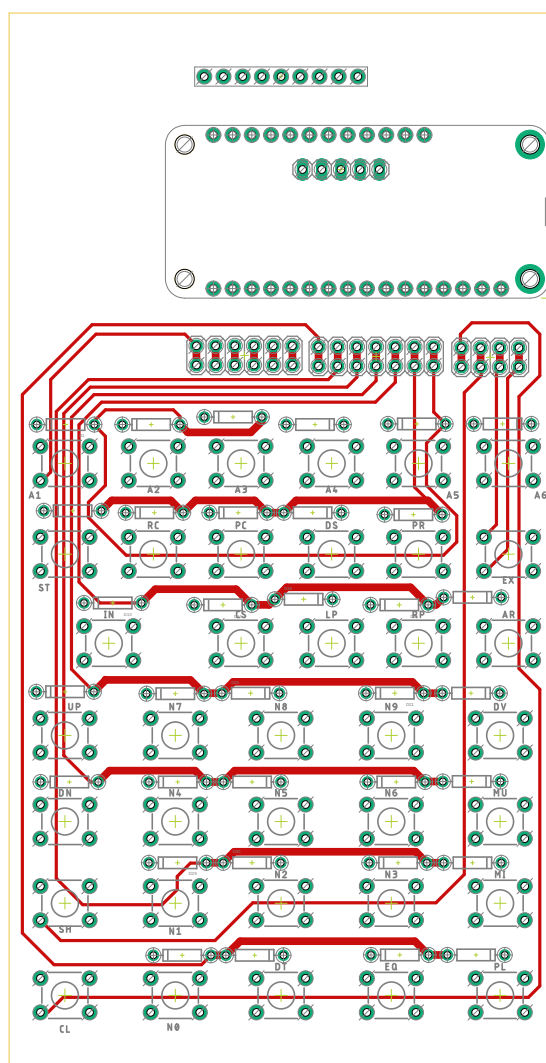 A1 A2 A3 A4 A5 A6
RC PC DS PR
ST EX
IN LS LP RP AR
UP N7 N8 N9 DV
DN N4 N5 N6 MU
N2 N3 MI
SH N1
DT EQ PL
CL N0